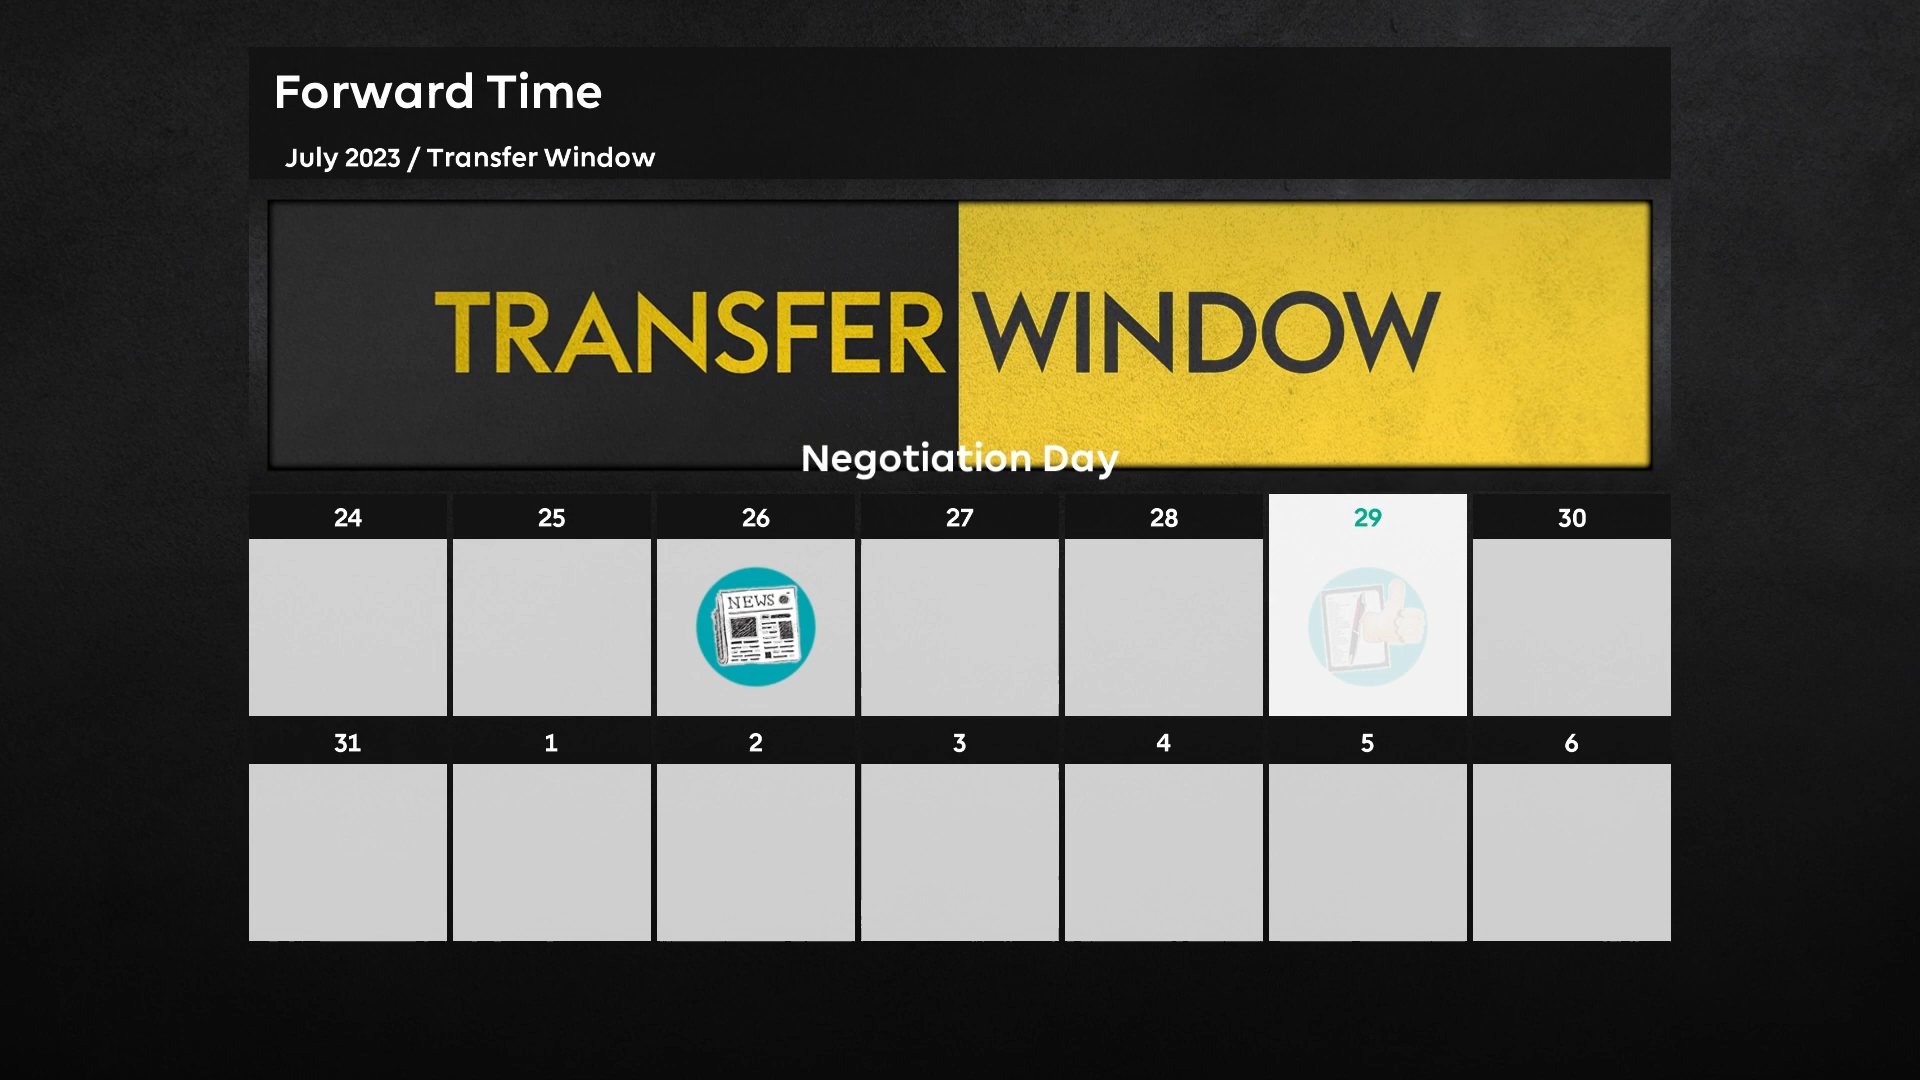 Forward Time
July 2023 / Transfer Window
TRANSFER WINDOW
Negotiation Day
24 25 26 27 28 29 30
NEWS
31 1 2 3 4 5 6